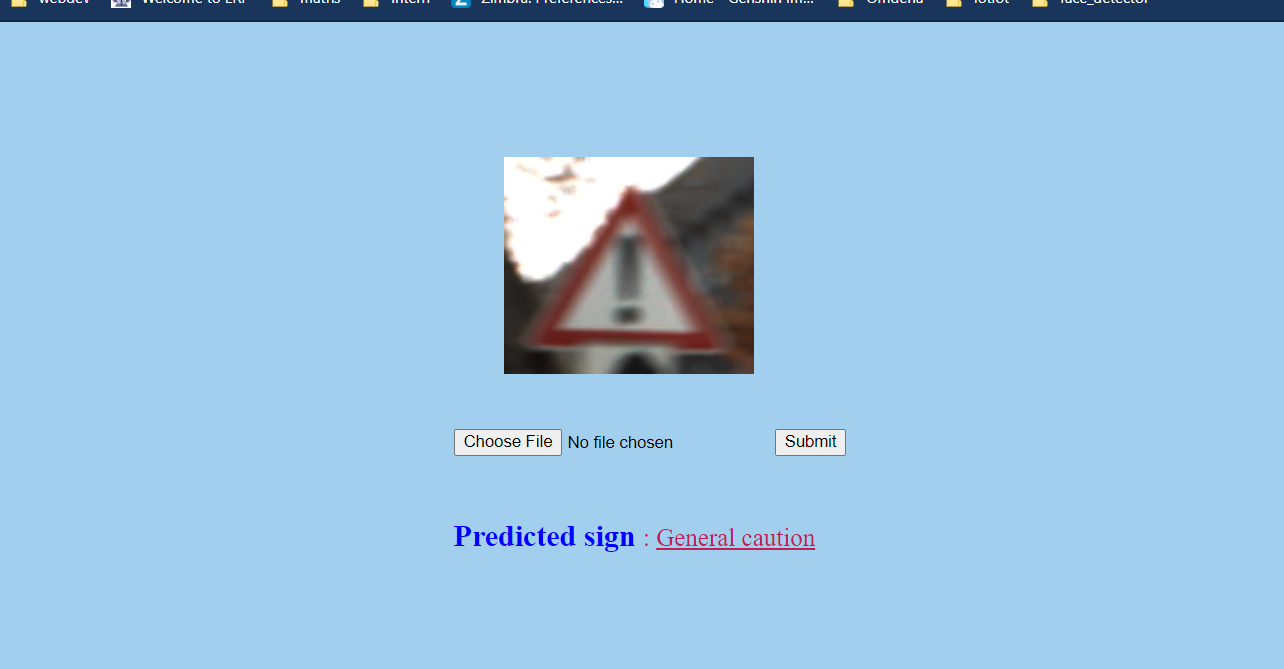 webdev Welcome to ERP maths intern Zimbra: Preferences... Home - Genshin Im... Omdena face_detector
Choose File No file chosen Submit
Predicted sign : General caution